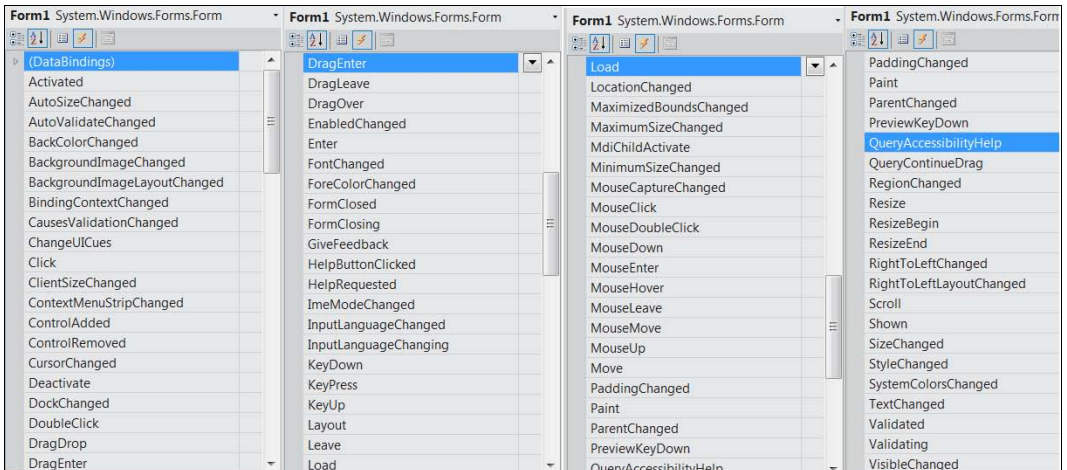 Form1 System.Windows.Forms.Form
(DataBindings)
Activated
AutoSizeChanged
AutoValidateChanged
BackColorChanged
BackgroundImageChanged
BackgroundImageLayoutChanged
BindingContextChanged
CausesValidationChanged
ChangeUICues
Click
ClientSizeChanged
ContextMenuStripChanged
ControlAdded
ControlRemoved
CursorChanged
Deactivate
DockChanged
DoubleClick
DragDrop
DragEnter
Form1 System.Windows.Forms.Form
DragEnter
DragLeave
DragOver
EnabledChanged
Enter
FontChanged
ForeColorChanged
FormClosed
FormClosing
GiveFeedback
HelpButtonClicked
HelpRequested
ImeModeChanged
InputLanguageChanged
InputLanguageChanging
KeyDown
KeyPress
KeyUp
Layout
Leave
Load
Form1 System.Windows.Forms.Form
Load
LocationChanged
MaximizedBoundsChanged
MaximumSizeChanged
MdiChildActivate
MinimumSizeChanged
MouseCaptureChanged
MouseClick
MouseDoubleClick
MouseDown
MouseEnter
MouseHover
MouseLeave
MouseMove
MouseUp
Move
PaddingChanged
Paint
ParentChanged
PreviewKeyDown
QueryAccessibilityHelp
Form1 System.Windows.Forms.Form
PaddingChanged
Paint
ParentChanged
PreviewKeyDown
QueryAccessibilityHelp
QueryContinueDrag
RegionChanged
Resize
ResizeBegin
ResizeEnd
RightToLeftChanged
RightToLeftLayoutChanged
Scroll
Shown
SizeChanged
StyleChanged
SystemColorsChanged
TextChanged
Validated
Validating
VisibleChanged